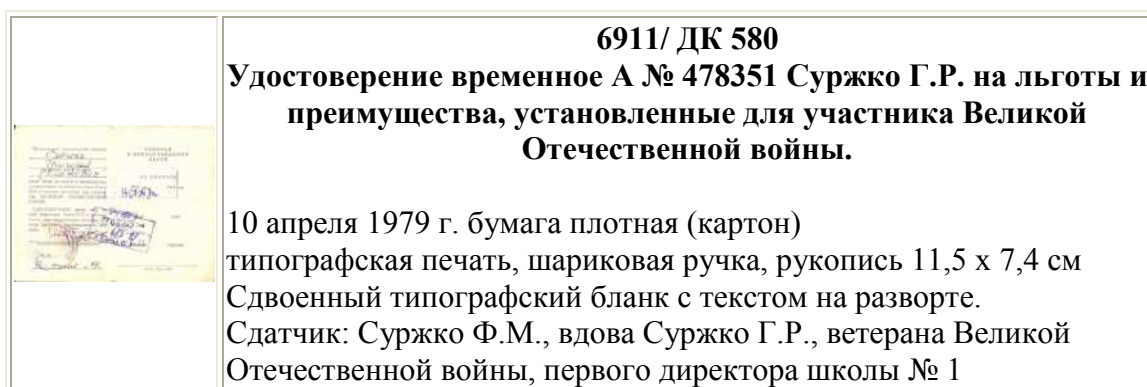 6911/ ДК 580
Удостоверение временное А № 478351 Суржко Г.Р. на льготы и
преимущества, установленные для участника Великой
Отечественной войны.
10 апреля 1979 г. бумага плотная (картон)
типографская печать, шариковая ручка, рукопись 11,5 х 7,4 см
Сдвоенный типографский бланк с текстом на разворте.
Сдатчик: Суржко Ф.М., вдова Суржко Г.Р., ветерана Великой
Отечественной войны, первого директора школы № 1